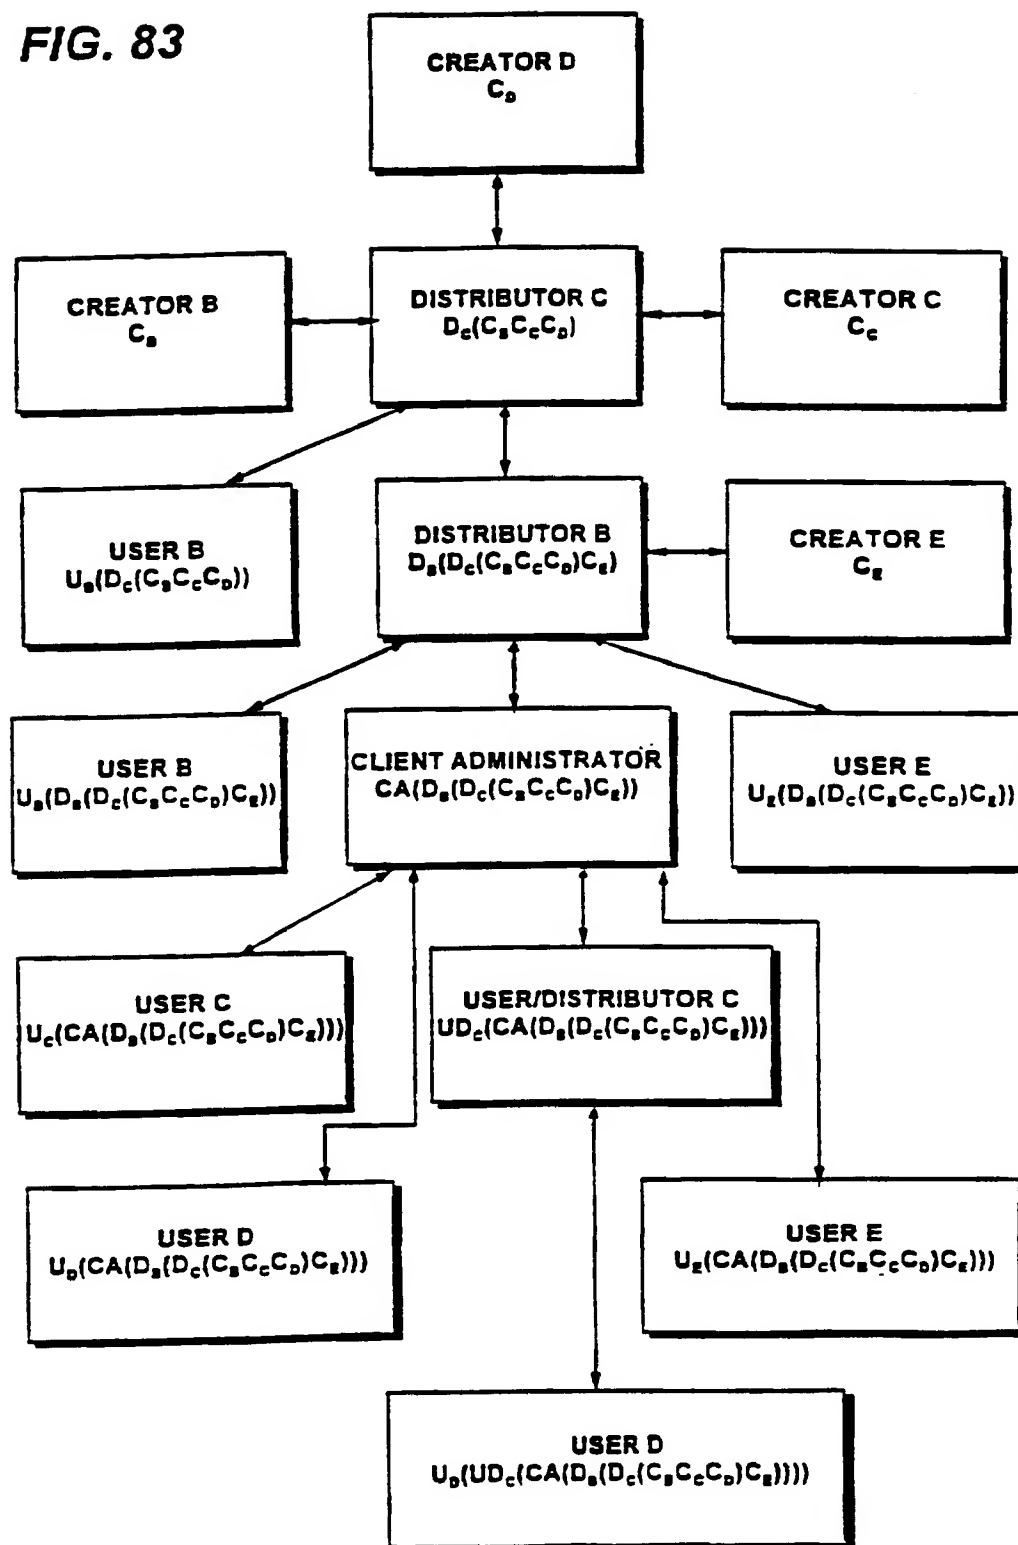 FIG. 83
CREATOR D
C_D
CREATOR B
C_B
DISTRIBUTOR C
D_C(C_BC_CC_D)
CREATOR C
C_C
USER B
U_B(D_C(C_BC_CC_D))
DISTRIBUTOR B
D_B(D_C(C_BC_CC_D)C_E)
CREATOR E
C_E
USER B
U_B(D_B(D_C(C_BC_CC_D)C_E))
CLIENT ADMINISTRATOR
CA(D_B(D_C(C_BC_CC_D)C_E))
USER E
U_E(D_B(D_C(C_BC_CC_D)C_E))
USER C
U_C(CA(D_B(D_C(C_BC_CC_D)C_E)))
USER/DISTRIBUTOR C
UD_C(CA(D_B(D_C(C_BC_CC_D)C_E)))
USER D
U_D(CA(D_B(D_C(C_BC_CC_D)C_E)))
USER E
U_E(CA(D_B(D_C(C_BC_CC_D)C_E)))
USER D
U_D(UD_C(CA(D_B(D_C(C_BC_CC_D)C_E))))